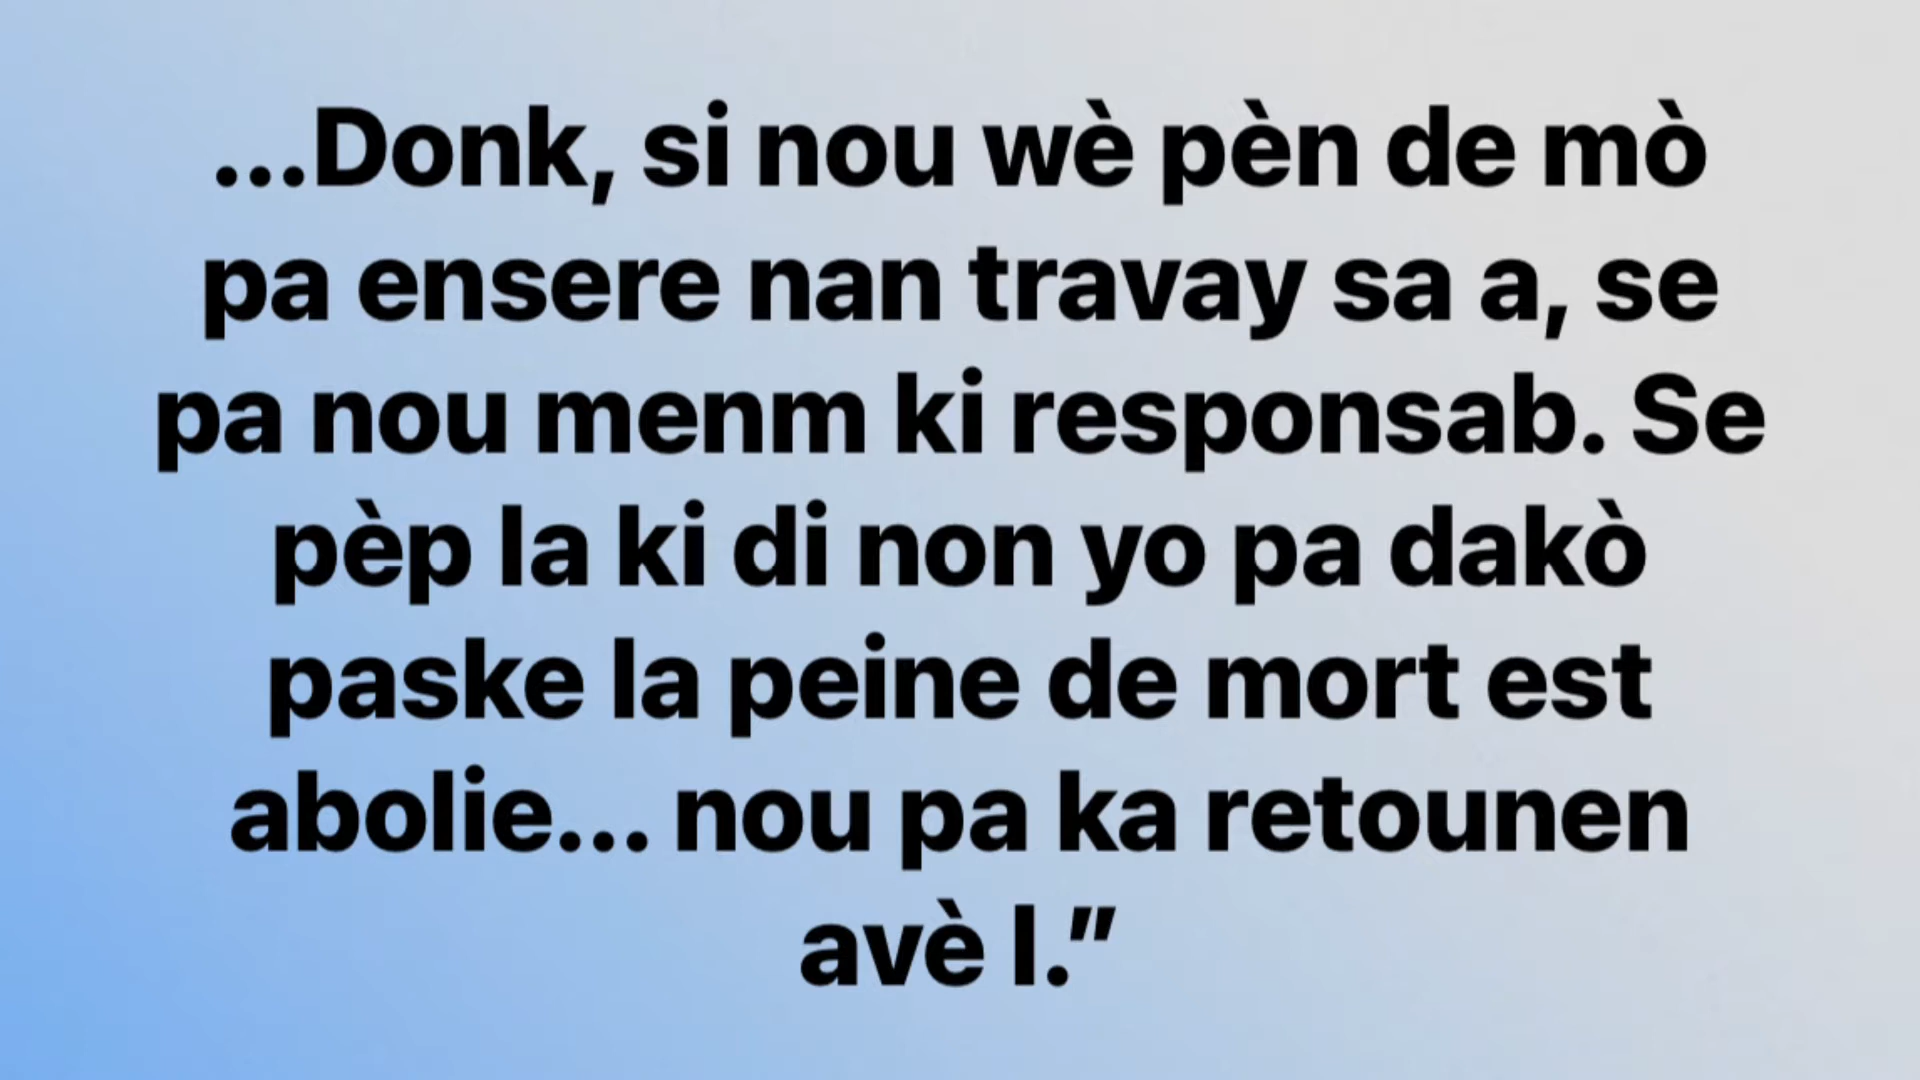 ...Donk, si nou wè pèn de mò
pa ensere nan travay sa a, se
pa nou menm ki responsab. Se
pèp la ki di non yo pa dakò
paske la peine de mort est
abolie... nou pa ka retounen
avè l.”